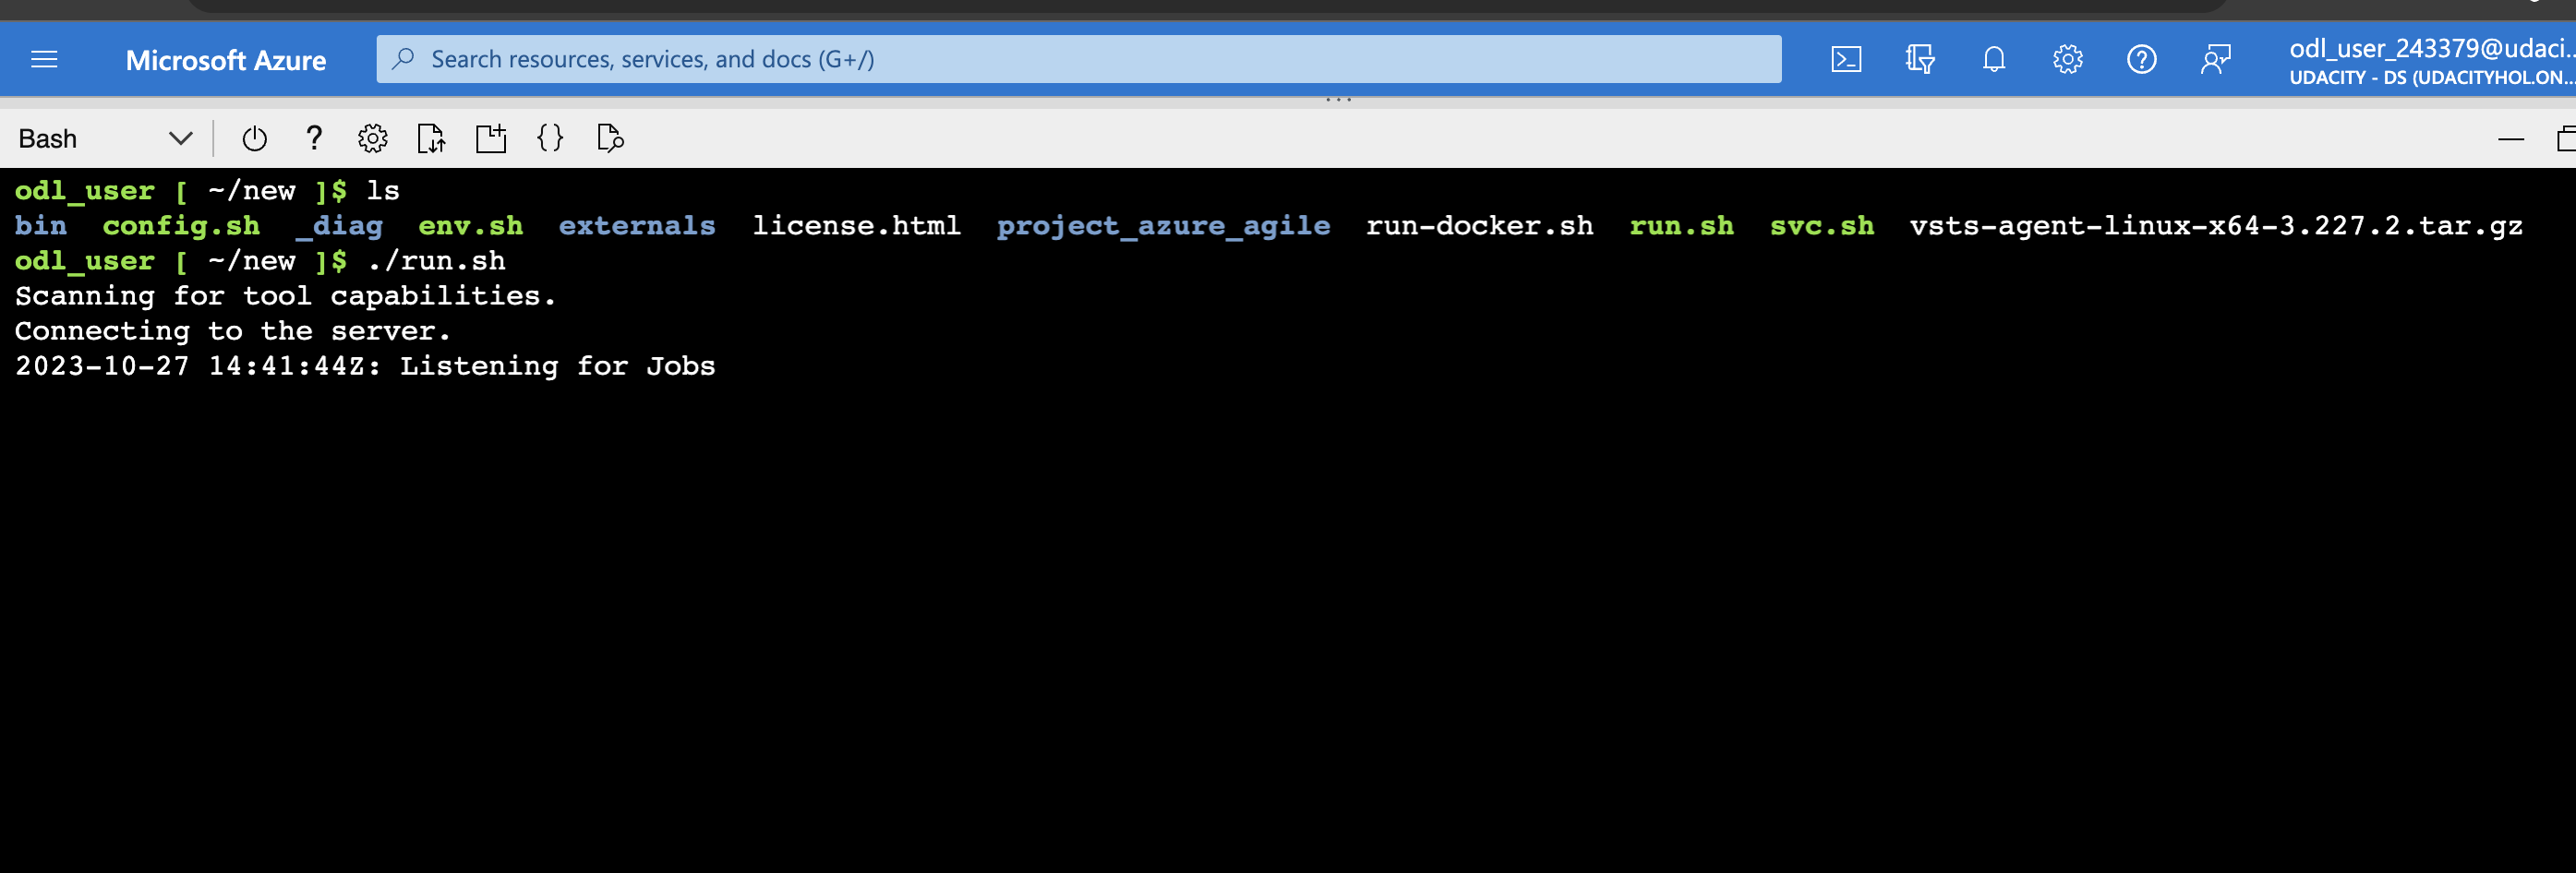 Microsoft Azure
Search resources, services, and docs (G+/)
odl_user_243379@udaci...
UDACITY - DS (UDACITYHOL.ON...
Bash
odl_user [ ~/new ]$ ls
bin  config.sh  _diag  env.sh  externals  license.html  project_azure_agile  run-docker.sh  run.sh  svc.sh  vsts-agent-linux-x64-3.227.2.tar.gz
odl_user [ ~/new ]$ ./run.sh
Scanning for tool capabilities.
Connecting to the server.
2023-10-27 14:41:44Z: Listening for Jobs